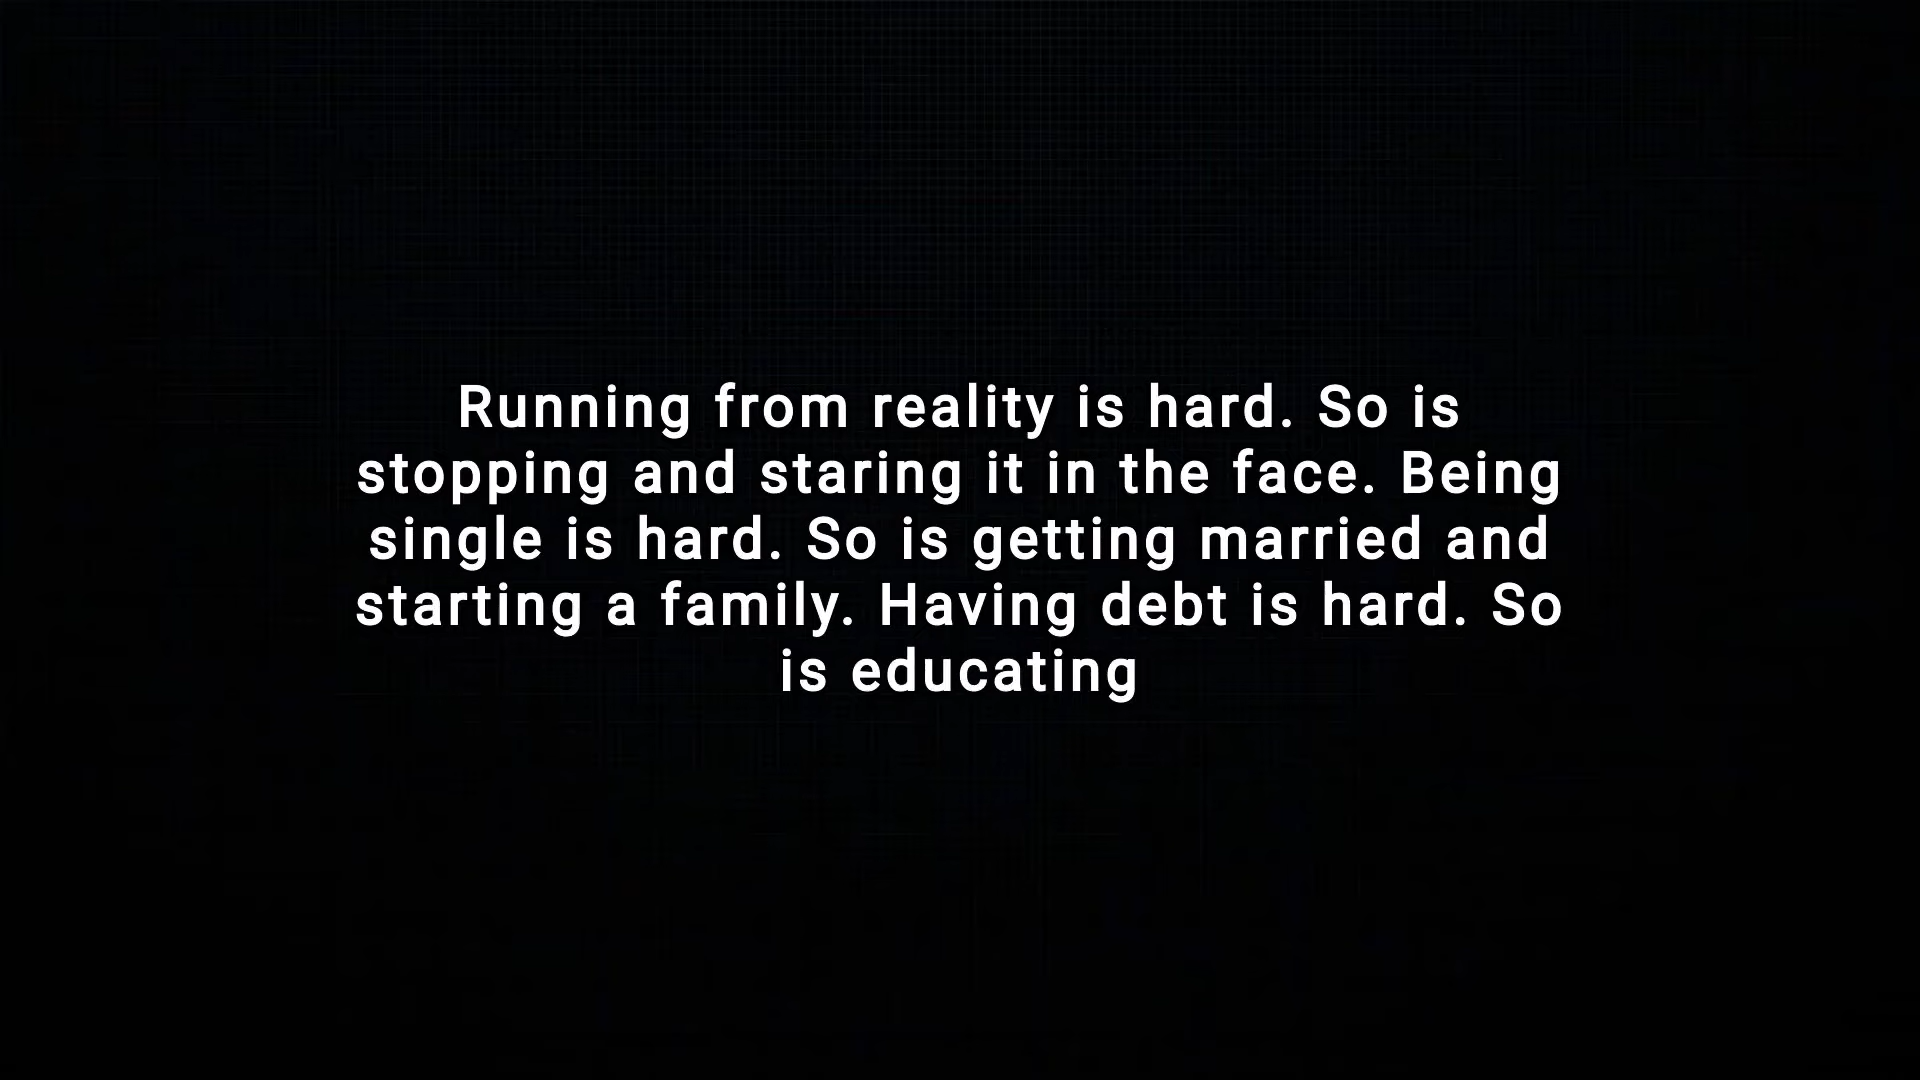 Running from reality is hard. So is
stopping and staring it in the face. Being
single is hard. So is getting married and
starting a family. Having debt is hard. So
is educating